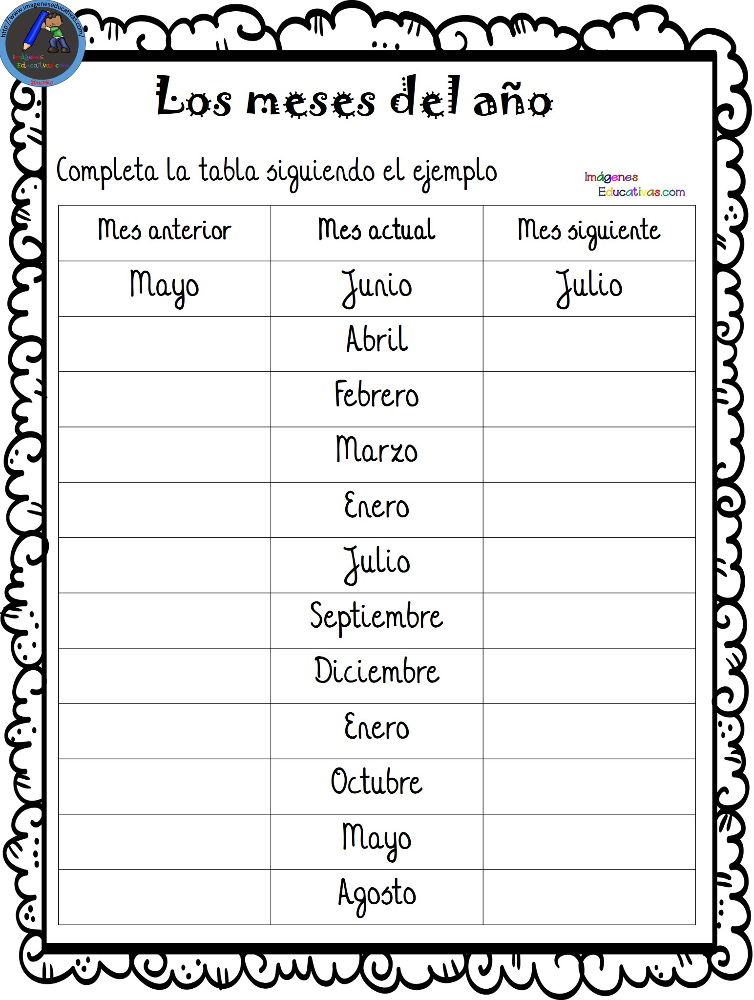 http://www.imageneseducativas.com/
Imágenes
Educativas.com
@acrbio
Los meses del año
Completa la tabla siguiendo el ejemplo
Imágenes
Educativas.com
Mes anterior Mes actual Mes siguiente
Mayo Junio Julio
Abril
Febrero
Marzo
Enero
Julio
Septiembre
Diciembre
Enero
Octubre
Mayo
Agosto